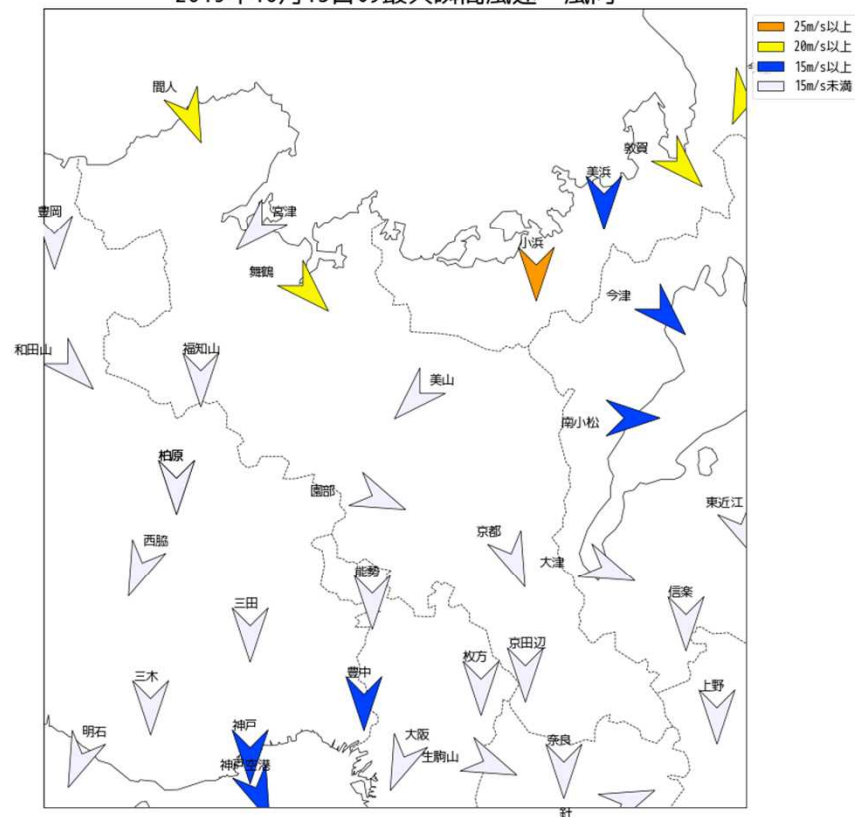 25m/s以上
20m/s以上
15m/s以上
15m/s未満
間人
敦賀
美浜
豊岡
宮津
小浜
舞鶴
今津
和田山
福知山
美山
南小松
柏原
園部
東近江
京都
西脇
大津
能勢
信楽
三田
京田辺
枚方
三木
豊中
上野
神戸
明石
大阪
奈良
生駒山
神戸空港